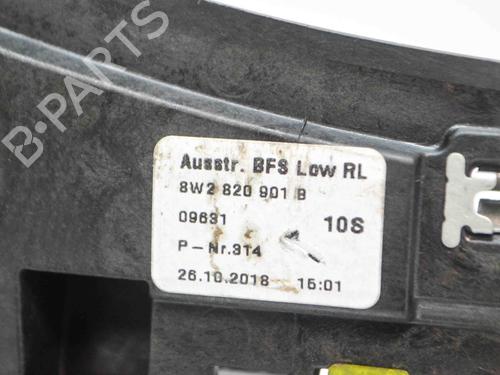 B-PARTS
Ausstr. BFS Low RL
8W2 820 901 B
09631 10S
P-Nr.314
26.10.2018 - 15:01